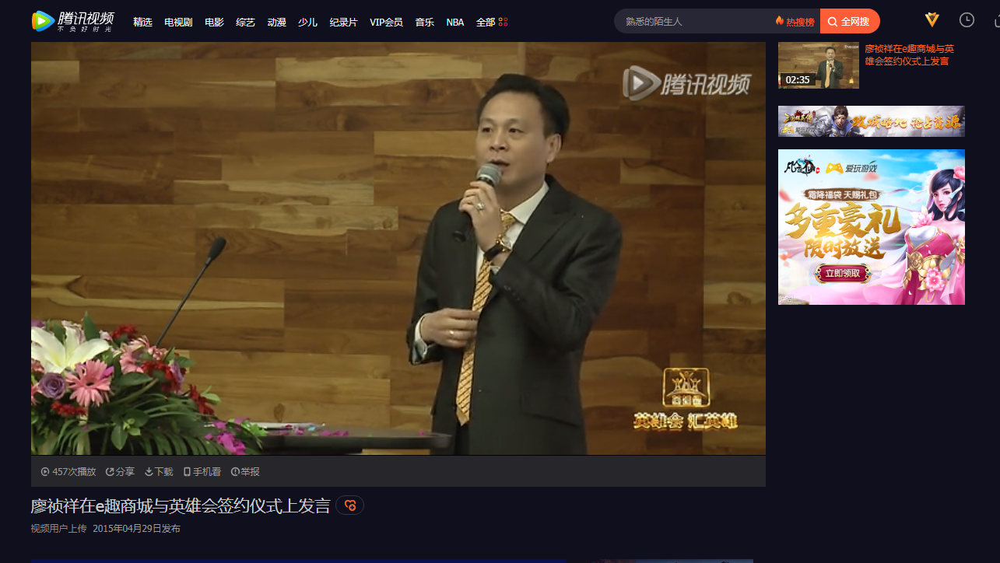 腾讯视频
不负好时光
精选 电视剧 电影 综艺 动漫 少儿 纪录片 VIP会员 音乐 NBA 全部
熟悉的陌生人
热搜榜
全网搜
腾讯视频
英雄会 汇英雄
02:35
廖祯祥在e趣商城与英
雄会签约仪式上发言
攻城略地 抢占资源
爱玩游戏
霜降福袋 天赐礼包
多重豪礼
限时放送
立即领取
457次播放 分享 下载 手机看 举报
廖祯祥在e趣商城与英雄会签约仪式上发言
视频用户上传 2015年04月29日发布